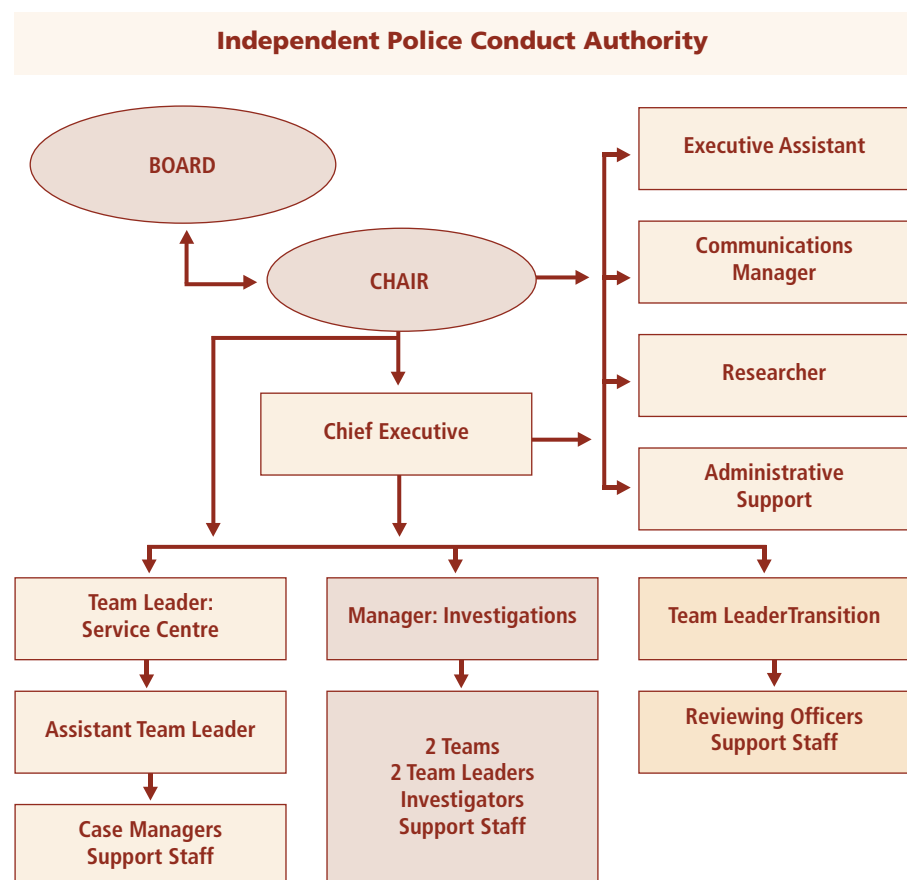 Independent Police Conduct Authority
BOARD
CHAIR
Chief Executive
Executive Assistant
Communications
Manager
Researcher
Administrative
Support
Team Leader:
Service Centre
Assistant Team Leader
Case Managers
Support Staff
Manager: Investigations
2 Teams
2 Team Leaders
Investigators
Support Staff
Team LeaderTransition
Reviewing Officers
Support Staff